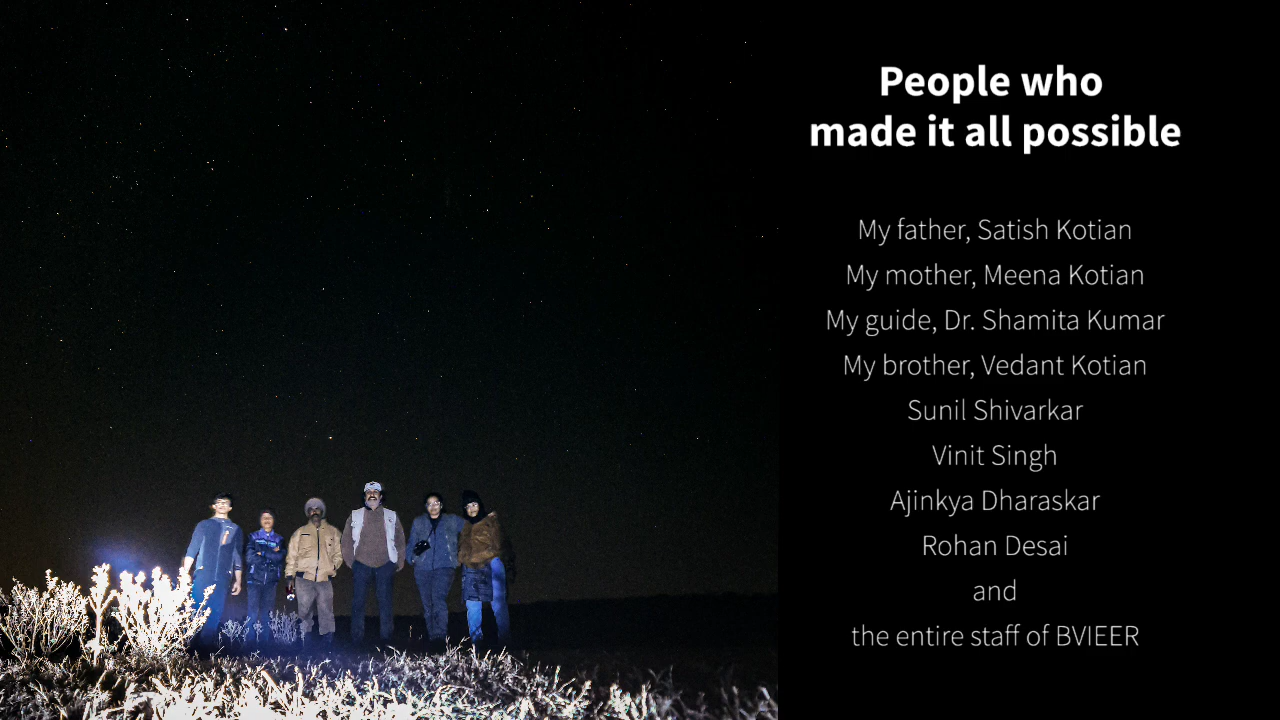 People who
made it all possible
My father, Satish Kotian
My mother, Meena Kotian
My guide, Dr. Shamita Kumar
My brother, Vedant Kotian
Sunil Shivarkar
Vinit Singh
Ajinkya Dharaskar
Rohan Desai
and
the entire staff of BVIEER